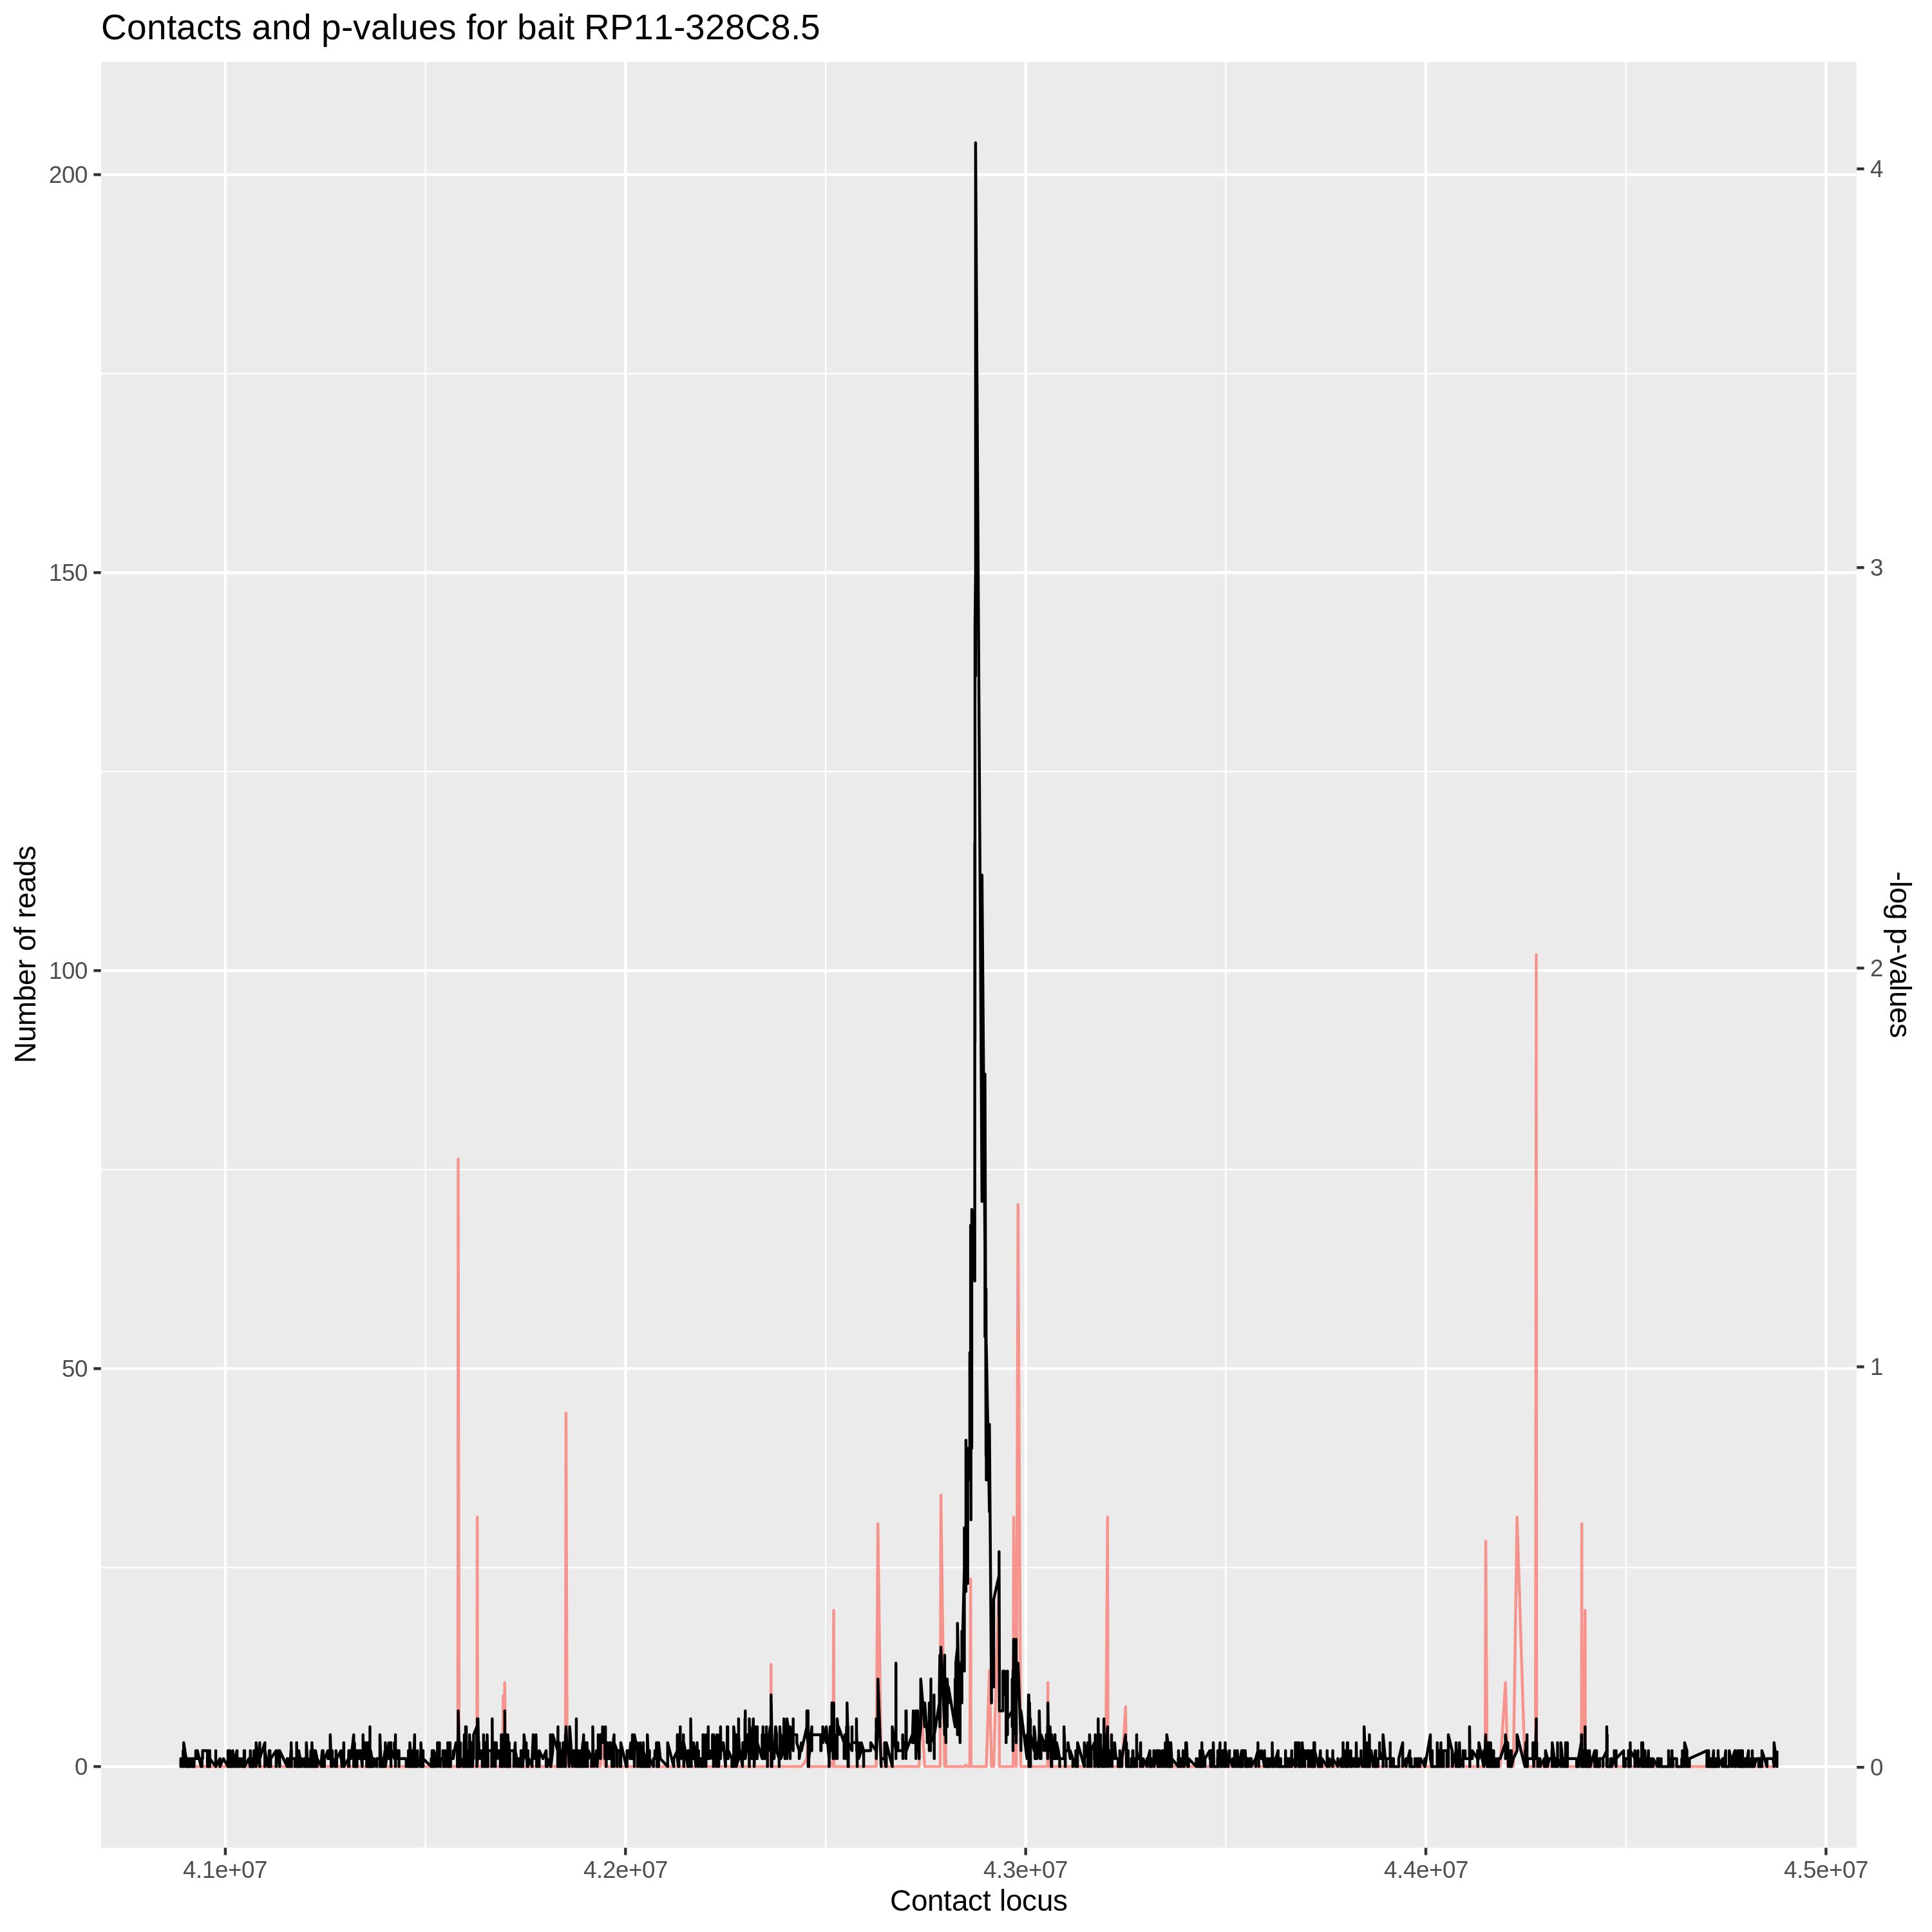 Contacts and p-values for bait RP11-328C8.5
200
150
100
50
0
Number of reads
4
3
2
1
0
-log p-values
4.1e+07
4.2e+07
4.3e+07
4.4e+07
4.5e+07
Contact locus